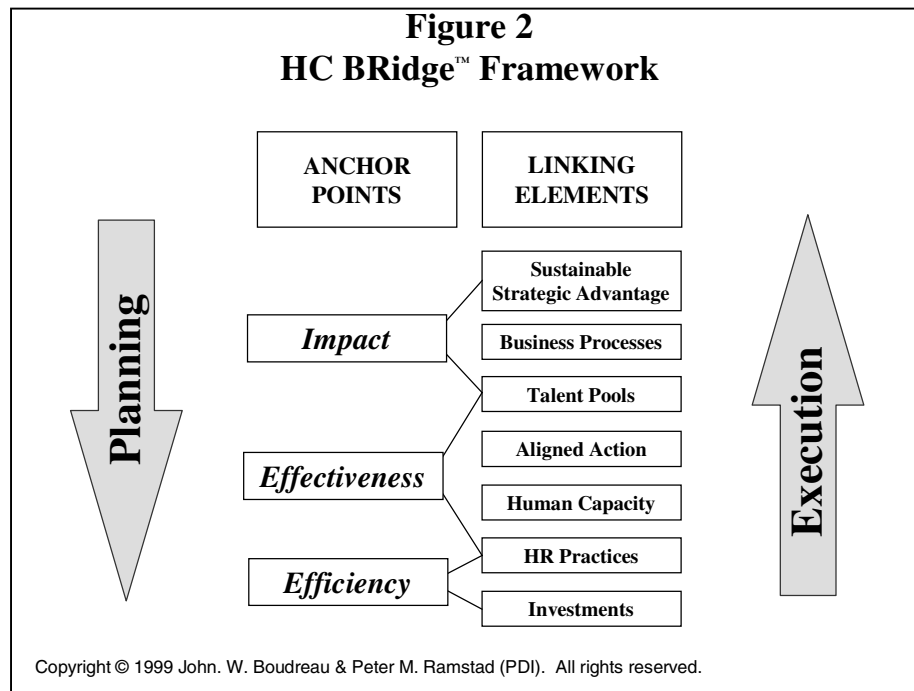 Figure 2
HC BRidge™ Framework
ANCHOR
POINTS
LINKING
ELEMENTS
Planning
Impact
Effectiveness
Efficiency
Sustainable
Strategic Advantage
Business Processes
Talent Pools
Aligned Action
Human Capacity
HR Practices
Investments
Execution
Copyright © 1999 John. W. Boudreau & Peter M. Ramstad (PDI). All rights reserved.